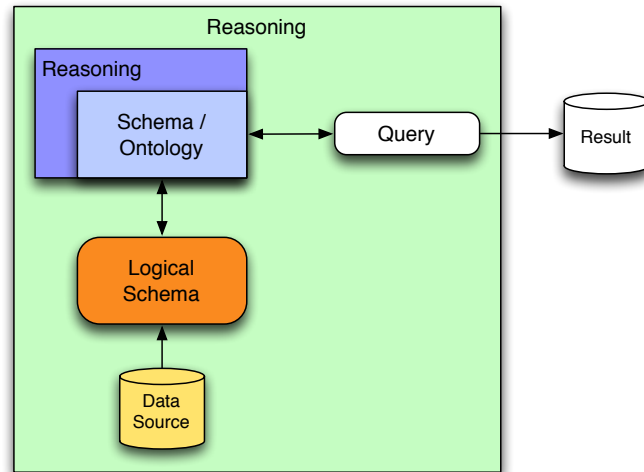 Reasoning
Reasoning
Schema /
Ontology
Query
Result
Logical
Schema
Data
Source